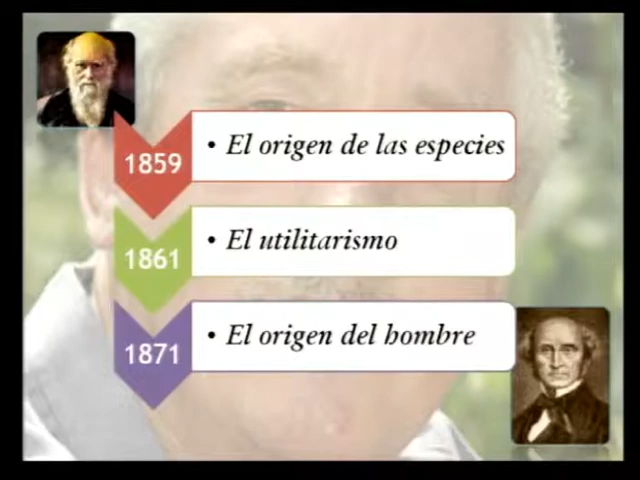 1859
• El origen de las especies
1861
• El utilitarismo
1871
• El origen del hombre